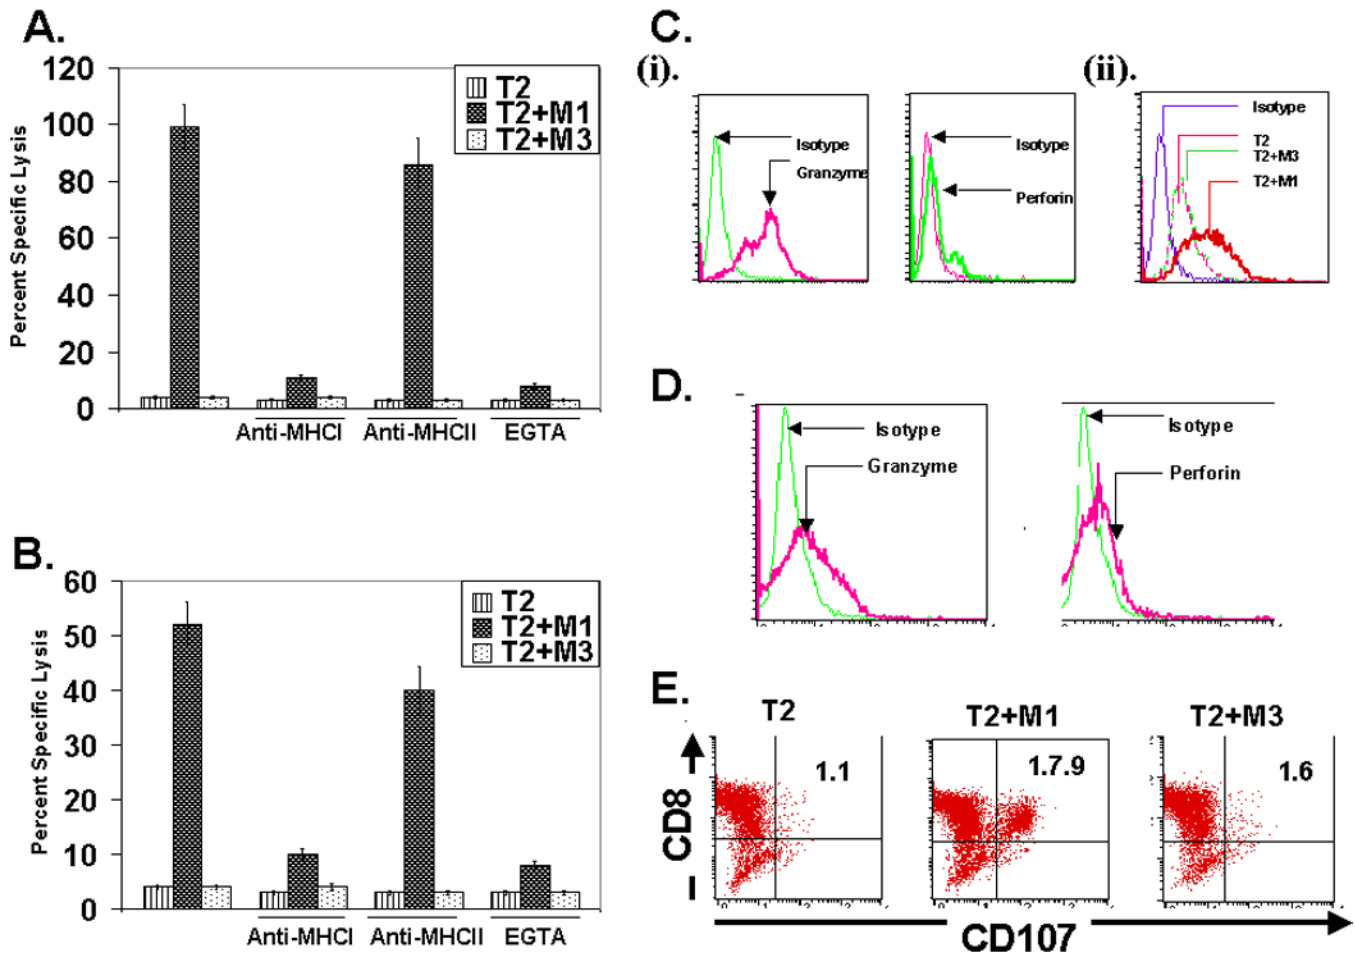 A.
Percent Specific Lysis
120
100
80
60
40
20
0
T2
T2+M1
T2+M3
Anti-MHCI
Anti-MHCII
EGTA
B.
Percent Specific Lysis
60
50
40
30
20
10
0
T2
T2+M1
T2+M3
Anti-MHCI
Anti-MHCII
EGTA
C.
(i).
Isotype
Granzyme
Isotype
Perforin
(ii).
Isotype
T2
T2+M3
T2+M1
D.
Isotype
Granzyme
Isotype
Perforin
E.
T2
T2+M1
T2+M3
1.1
1.7.9
1.6
CD8
CD107